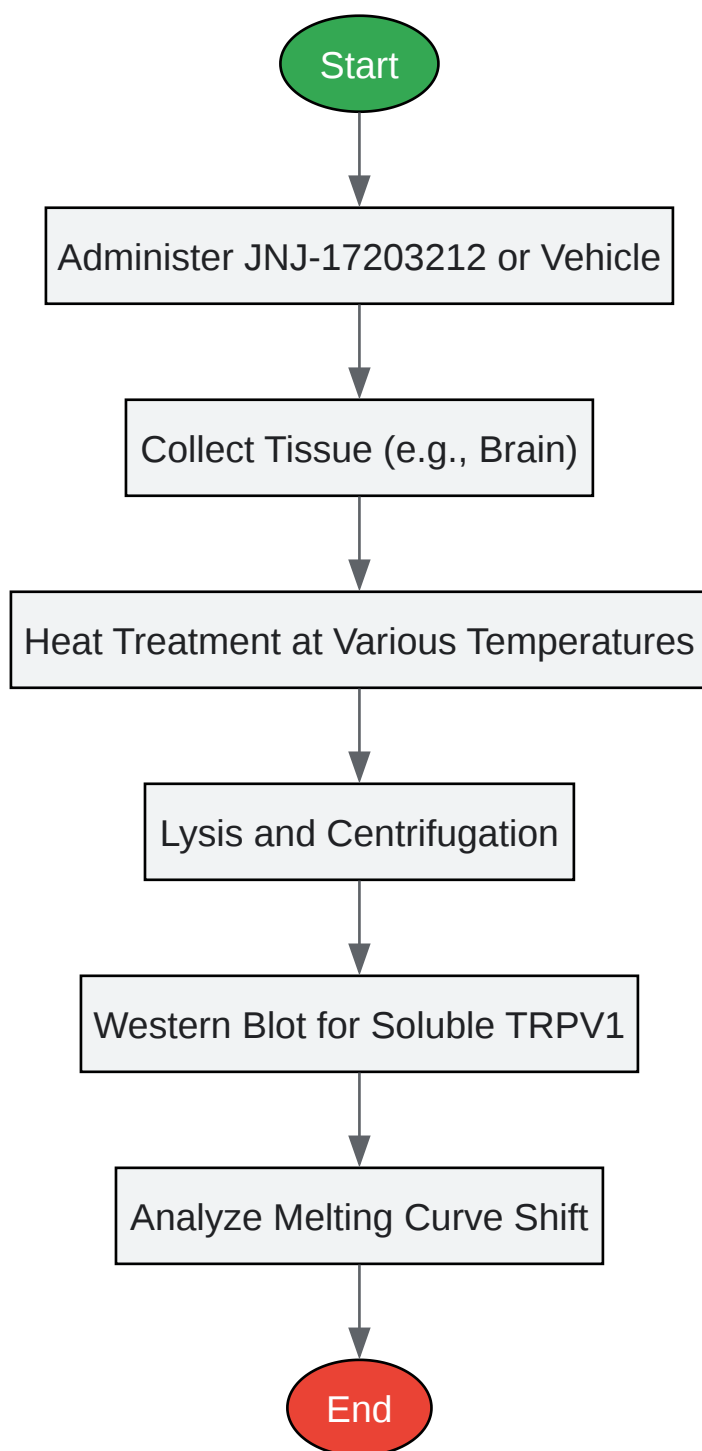 Start
Administer JNJ-17203212 or Vehicle
Collect Tissue (e.g., Brain)
Heat Treatment at Various Temperatures
Lysis and Centrifugation
Western Blot for Soluble TRPV1
Analyze Melting Curve Shift
End